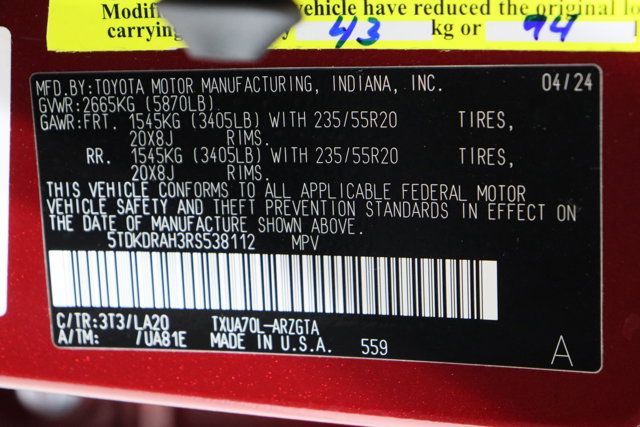 Modifi vehicle have reduced the original lo
carrying y 43 kg or 94 l
MFD.BY:TOYOTA MOTOR MANUFACTURING, INDIANA, INC. 04/24
GVWR:2665KG (5870LB)
GAWR:FRT. 1545KG (3405LB) WITH 235/55R20 TIRES,
20X8J RIMS.
RR. 1545KG (3405LB) WITH 235/55R20 TIRES,
20X8J RIMS.
THIS VEHICLE CONFORMS TO ALL APPLICABLE FEDERAL MOTOR
VEHICLE SAFETY AND THEFT PREVENTION STANDARDS IN EFFECT ON
THE DATE OF MANUFACTURE SHOWN ABOVE.
5TDKDRAH3RS538112 MPV
C/TR:3T3/LA20 TXUA70L-ARZGTA
A/TM: /UA81E MADE IN U.S.A. 559 A